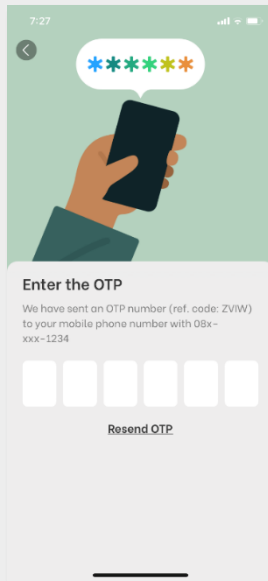 7:27
******
Enter the OTP
We have sent an OTP number (ref. code: ZVIW)
to your mobile phone number with 08x-
xxx-1234
Resend OTP